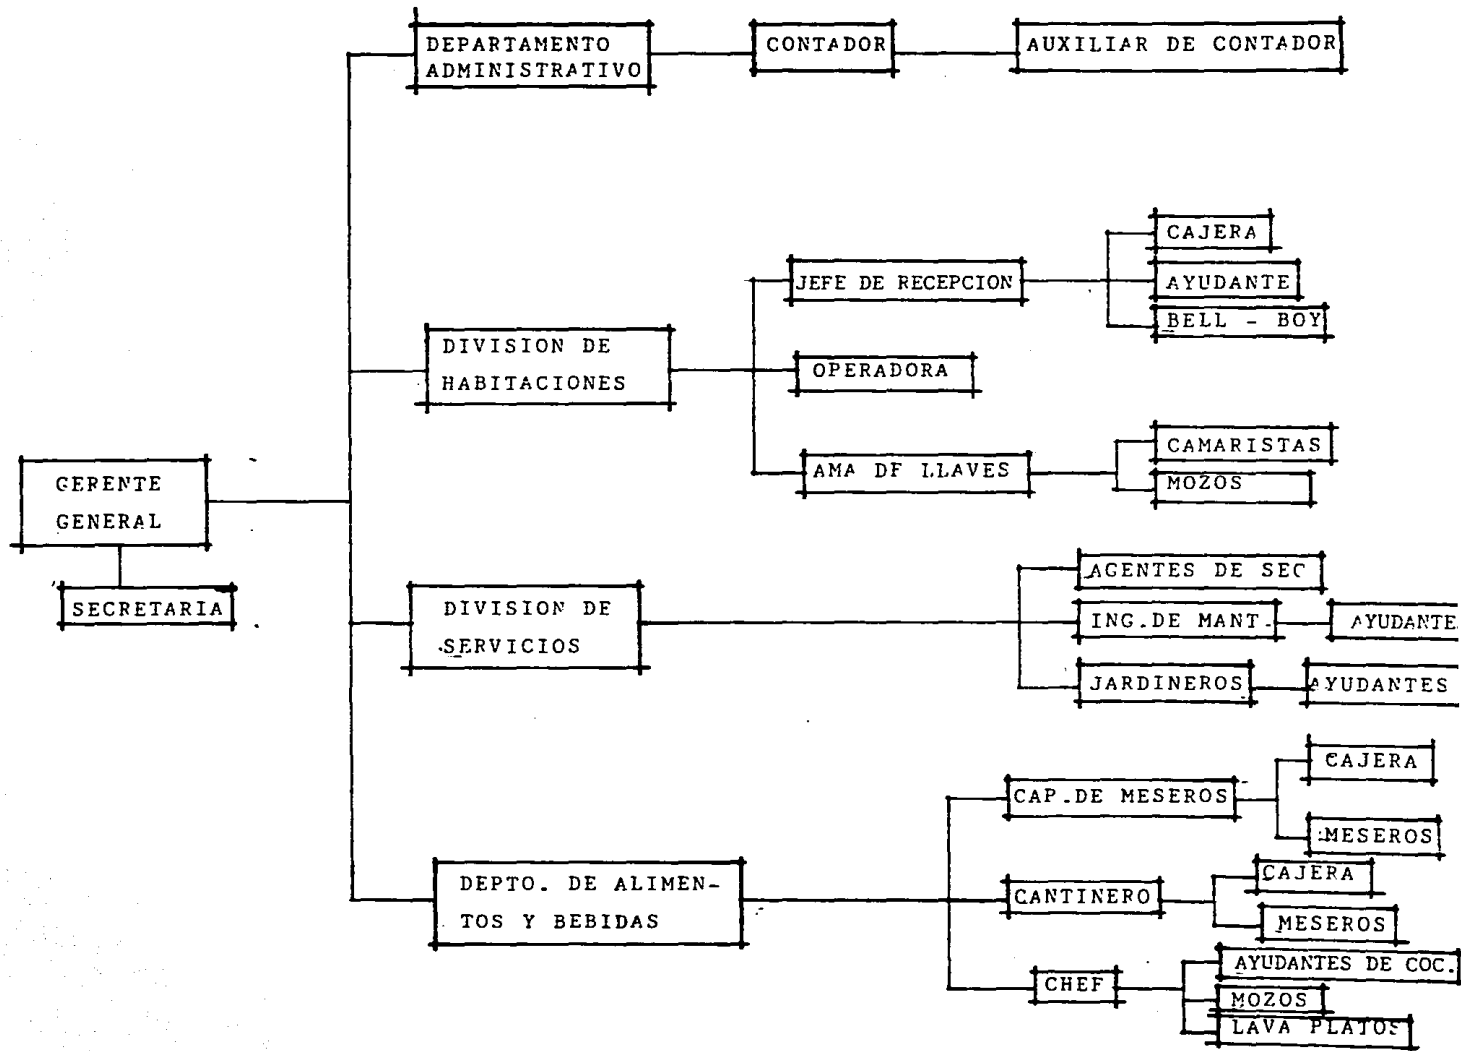 DEPARTAMENTO
ADMINISTRATIVO
CONTADOR
AUXILIAR DE CONTADOR
CAJERA
JEFE DE RECEPCION
AYUDANTE
BELL - BOY
DIVISION DE
HABITACIONES
OPERADORA
CAMARISTAS
AMA DE LLAVES
MOZOS
GERENTE
GENERAL
SECRETARIA
DIVISION DE
SERVICIOS
AGENTES DE SEC
ING.DE MANT.
AYUDANTE
JARDINEROS
AYUDANTES
CAJERA
CAP.DE MESEROS
MESEROS
DEPTO. DE ALIMEN-
TOS Y BEBIDAS
CAJERA
CANTINERO
MESEROS
AYUDANTES DE COC.
CHEF
MOZOS
LAVA PLATOS